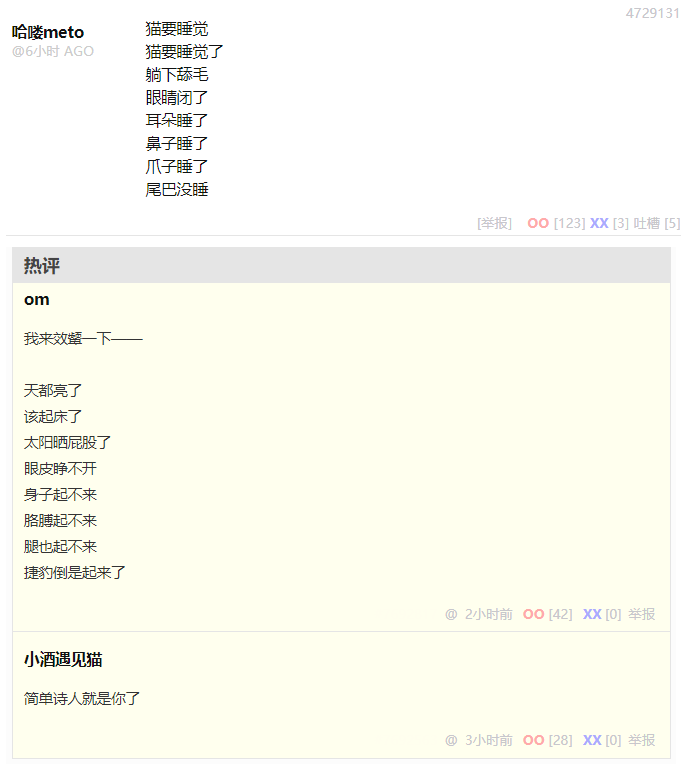 4729131
哈喽meto
@6小时 AGO
猫要睡觉
猫要睡觉了
躺下舔毛
眼睛闭了
耳朵睡了
鼻子睡了
爪子睡了
尾巴没睡
[举报] OO [123] XX [3] 吐槽 [5]
热评
om
我来效颦一下——
天都亮了
该起床了
太阳晒屁股了
眼皮睁不开
身子起不来
胳膊起不来
腿也起不来
捷豹倒是起来了
@ 2小时前 OO [42] XX [0] 举报
小酒遇见猫
简单诗人就是你了
@ 3小时前 OO [28] XX [0] 举报